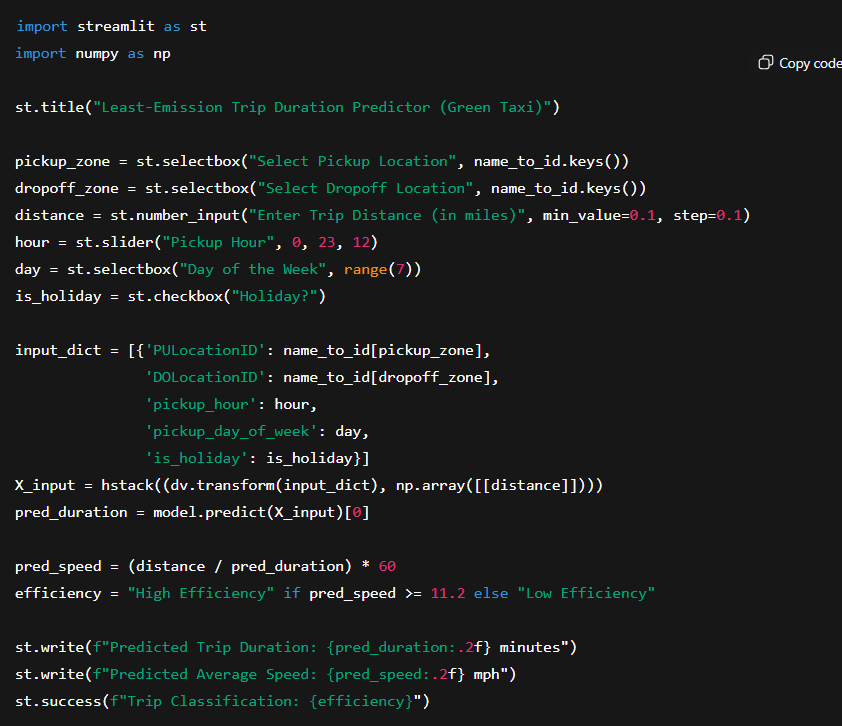 import streamlit as st
import numpy as np
Copy code
st.title("Least-Emission Trip Duration Predictor (Green Taxi)")
pickup_zone = st.selectbox("Select Pickup Location", name_to_id.keys())
dropoff_zone = st.selectbox("Select Dropoff Location", name_to_id.keys())
distance = st.number_input("Enter Trip Distance (in miles)", min_value=0.1, step=0.1)
hour = st.slider("Pickup Hour", 0, 23, 12)
day = st.selectbox("Day of the Week", range(7))
is_holiday = st.checkbox("Holiday?")
input_dict = [{'PULocationID': name_to_id[pickup_zone],
'DOLocationID': name_to_id[dropoff_zone],
'pickup_hour': hour,
'pickup_day_of_week': day,
'is_holiday': is_holiday}]
X_input = hstack((dv.transform(input_dict), np.array([[distance]])))
pred_duration = model.predict(X_input)[0]
pred_speed = (distance / pred_duration) * 60
efficiency = "High Efficiency" if pred_speed >= 11.2 else "Low Efficiency"
st.write(f"Predicted Trip Duration: {pred_duration:.2f} minutes")
st.write(f"Predicted Average Speed: {pred_speed:.2f} mph")
st.success(f"Trip Classification: {efficiency}")